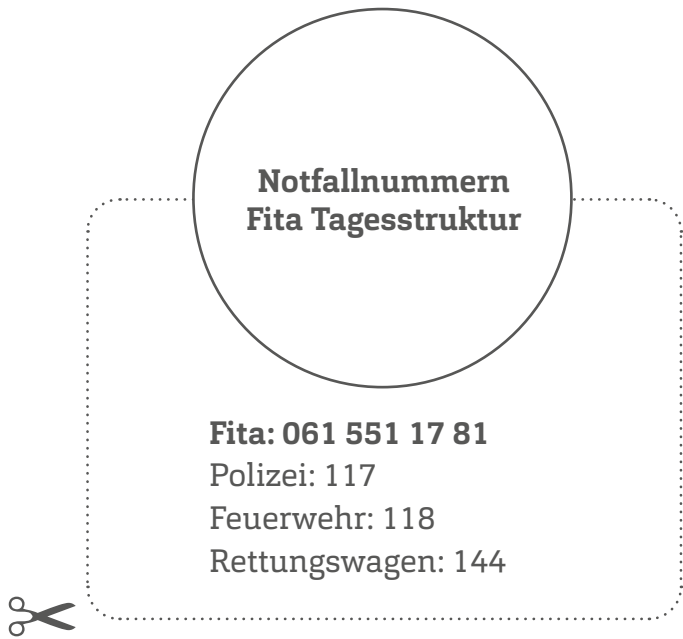 Notfallnummern
Fita Tagesstruktur
Fita: 061 551 17 81
Polizei: 117
Feuerwehr: 118
Rettungswagen: 144